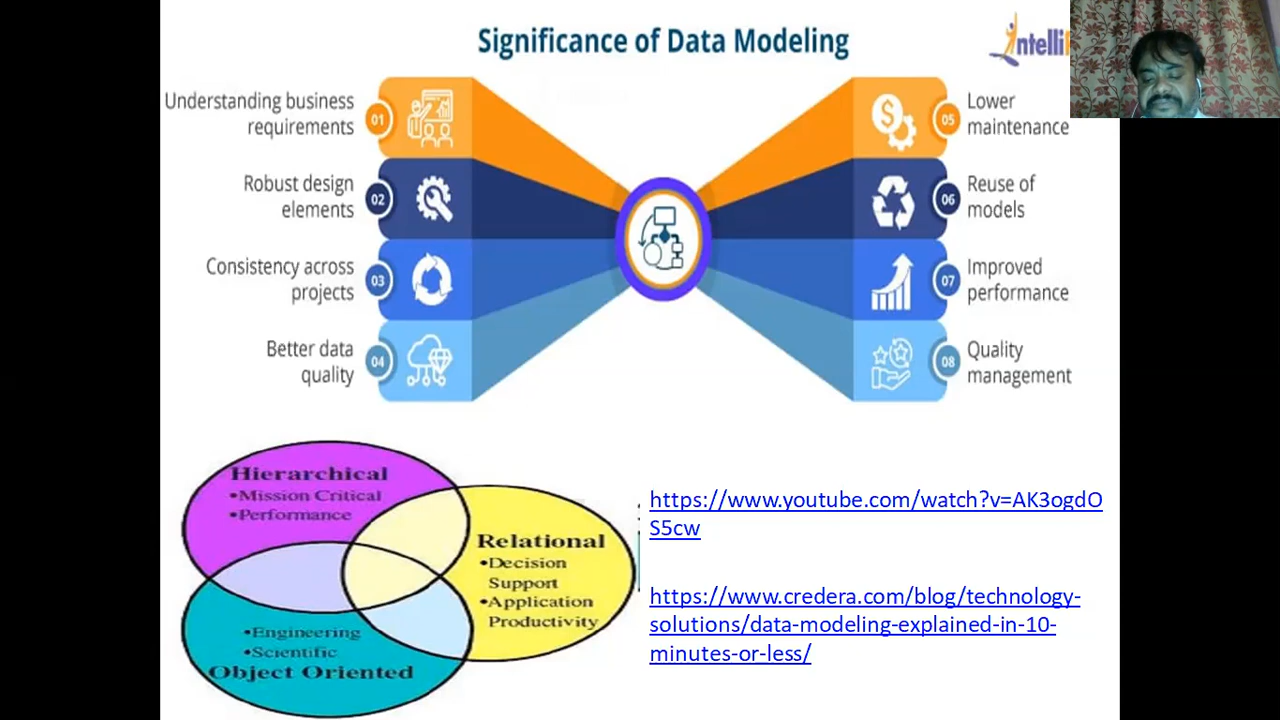 Significance of Data Modeling
intelli
Understanding business
requirements
01
Robust design
elements
02
Consistency across
projects
03
Better data
quality
04
05
Lower
maintenance
06
Reuse of
models
07
Improved
performance
08
Quality
management
Hierarchical
•Mission Critical
•Performance
Relational
•Decision
Support
•Application
Productivity
•Engineering
•Scientific
Object Oriented
https://www.youtube.com/watch?v=AK3ogdO
S5cw
https://www.credera.com/blog/technology-
solutions/data-modeling-explained-in-10-
minutes-or-less/